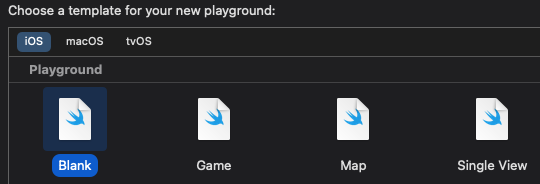 Choose a template for your new playground:
iOS macOS tvOS
Playground
Blank Game Map Single View